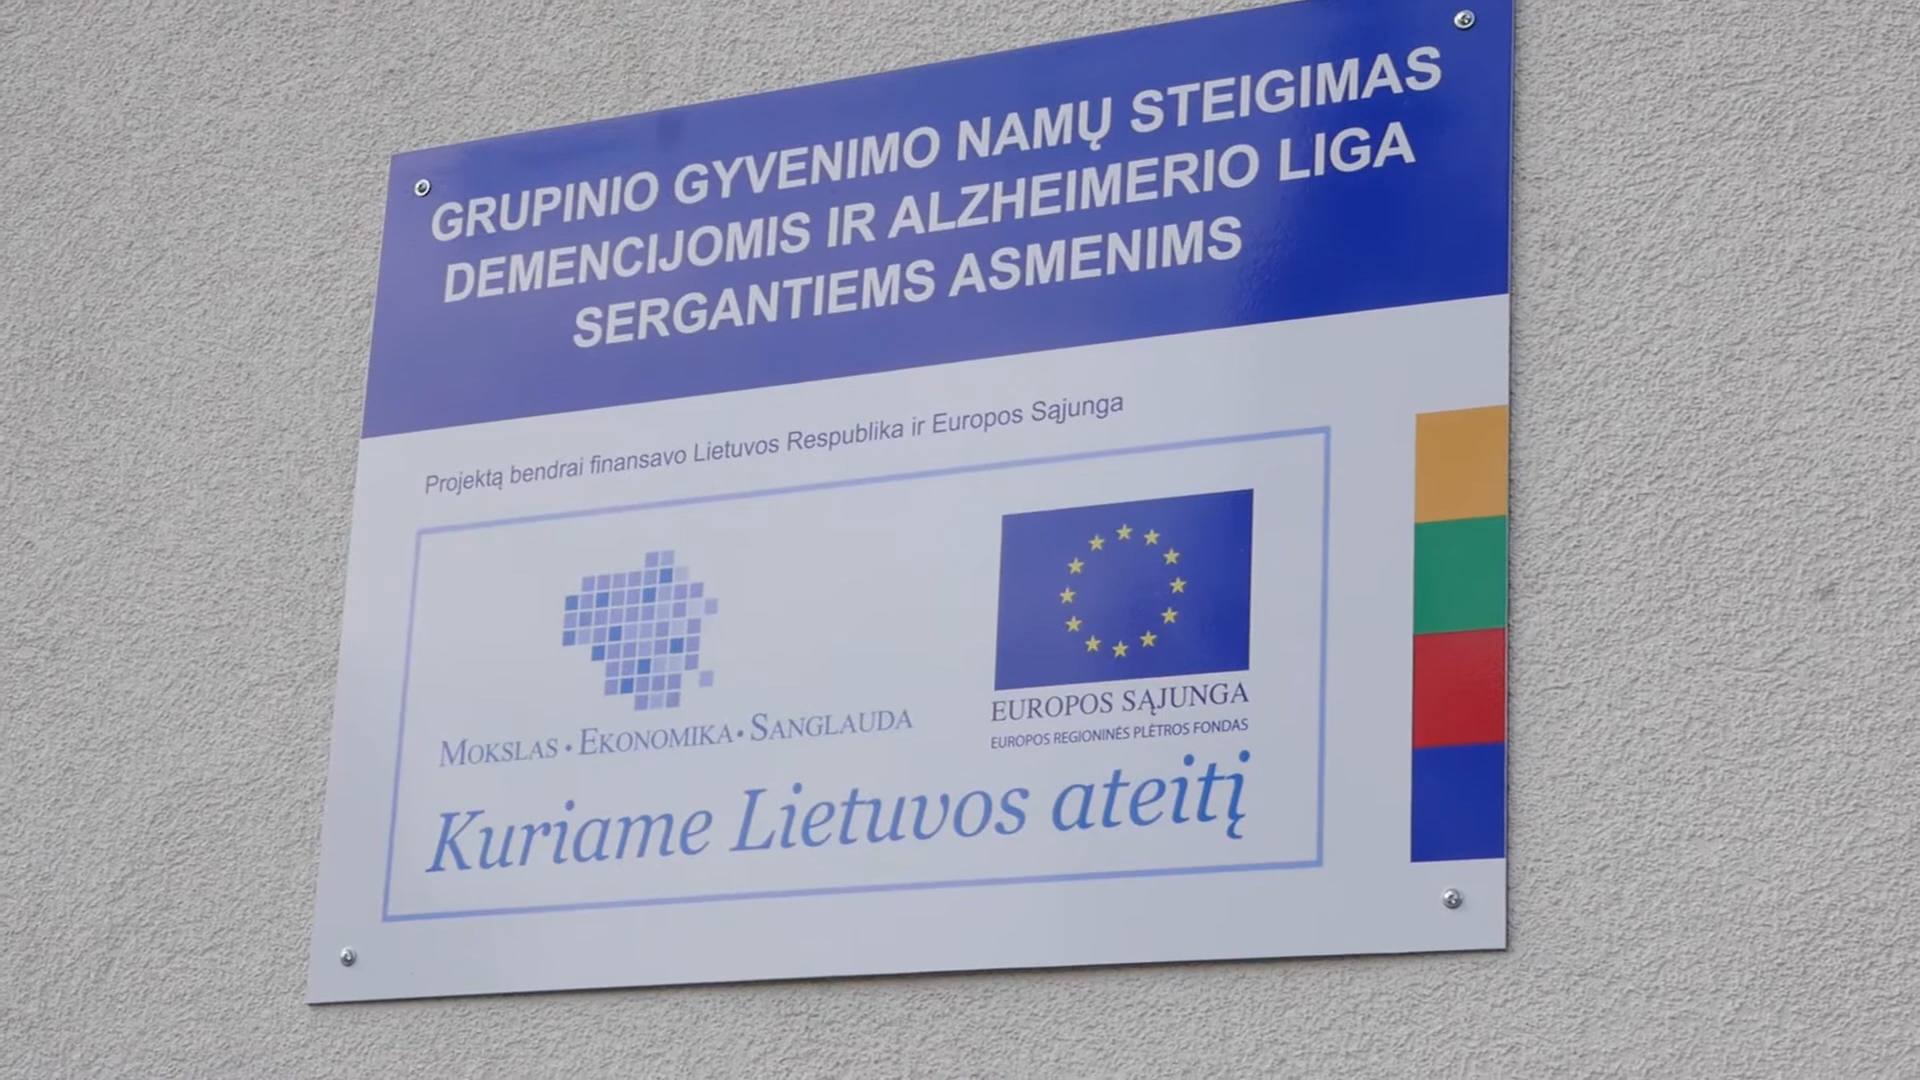 GRUPINIO GYVENIMO NAMŲ STEIGIMAS
DEMENCIJOMIS IR ALZHEIMERIO LIGA
SERGANTIEMS ASMENIMS
Projektą bendrai finansavo Lietuvos Respublika ir Europos Sąjunga
MOKSLAS • EKONOMIKA • SANGLAUDA
EUROPOS SĄJUNGA
EUROPOS REGIONINĖS PLĖTROS FONDAS
Kuriame Lietuvos ateitį